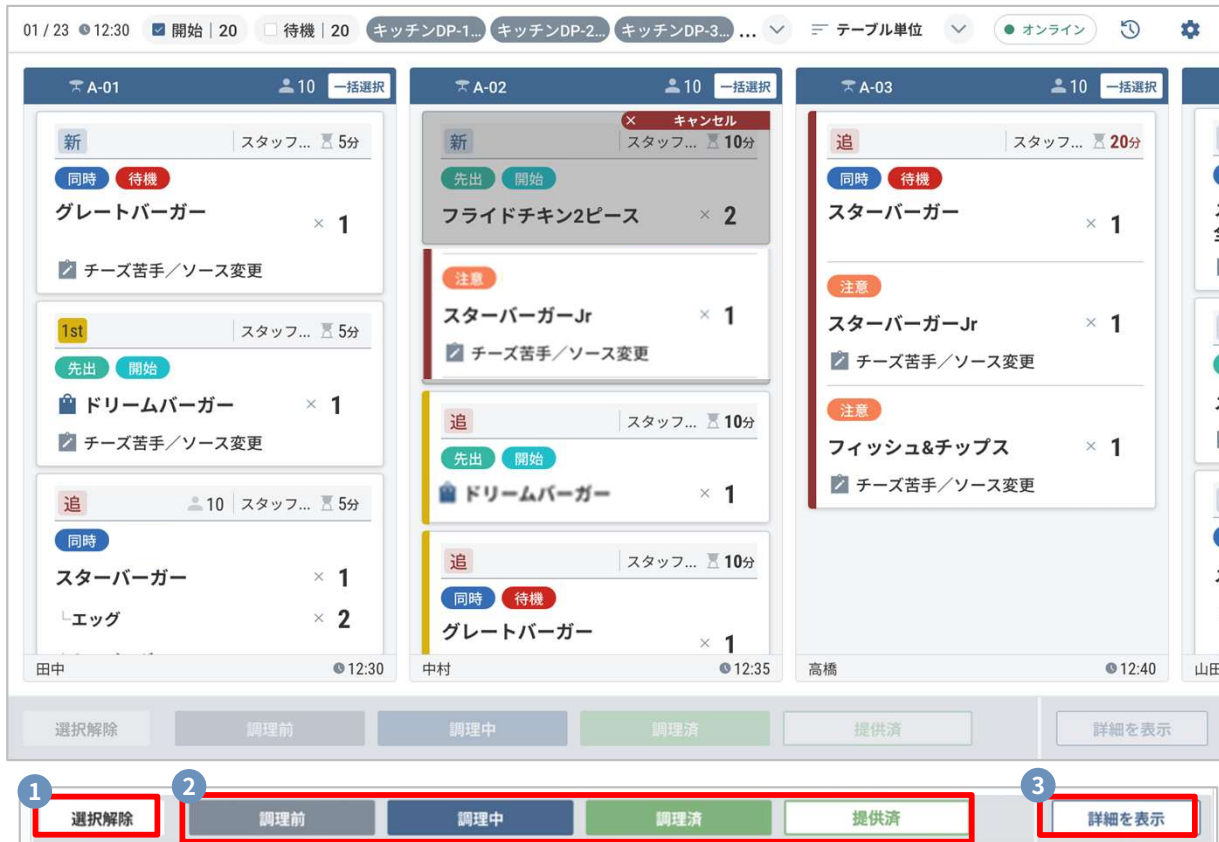 01 / 23 12:30 開始 | 20 待機 | 20 キッチンDP-1... キッチンDP-2... キッチンDP-3... ... テーブル単位 オンライン
A-01 10 一括選択
新 スタッフ... 5分
同時 待機
グレートバーガー × 1
チーズ苦手／ソース変更
1st スタッフ... 5分
先出 開始
ドリームバーガー × 1
チーズ苦手／ソース変更
追 10 スタッフ... 5分
同時
スターバーガー × 1
└エッグ × 2
田中 12:30
A-02 10 一括選択
× キャンセル
新 スタッフ... 10分
先出 開始
フライドチキン2ピース × 2
注意
スターバーガーJr × 1
チーズ苦手／ソース変更
追 スタッフ... 10分
先出 開始
ドリームバーガー × 1
追 スタッフ... 10分
同時 待機
グレートバーガー × 1
中村 12:35
A-03 10 一括選択
追 スタッフ... 20分
同時 待機
スターバーガー × 1
注意
スターバーガーJr × 1
チーズ苦手／ソース変更
注意
フィッシュ&チップス × 1
チーズ苦手／ソース変更
高橋 12:40
山田
選択解除 調理前 調理中 調理済 提供済 詳細を表示
1 2 3
選択解除 調理前 調理中 調理済 提供済 詳細を表示